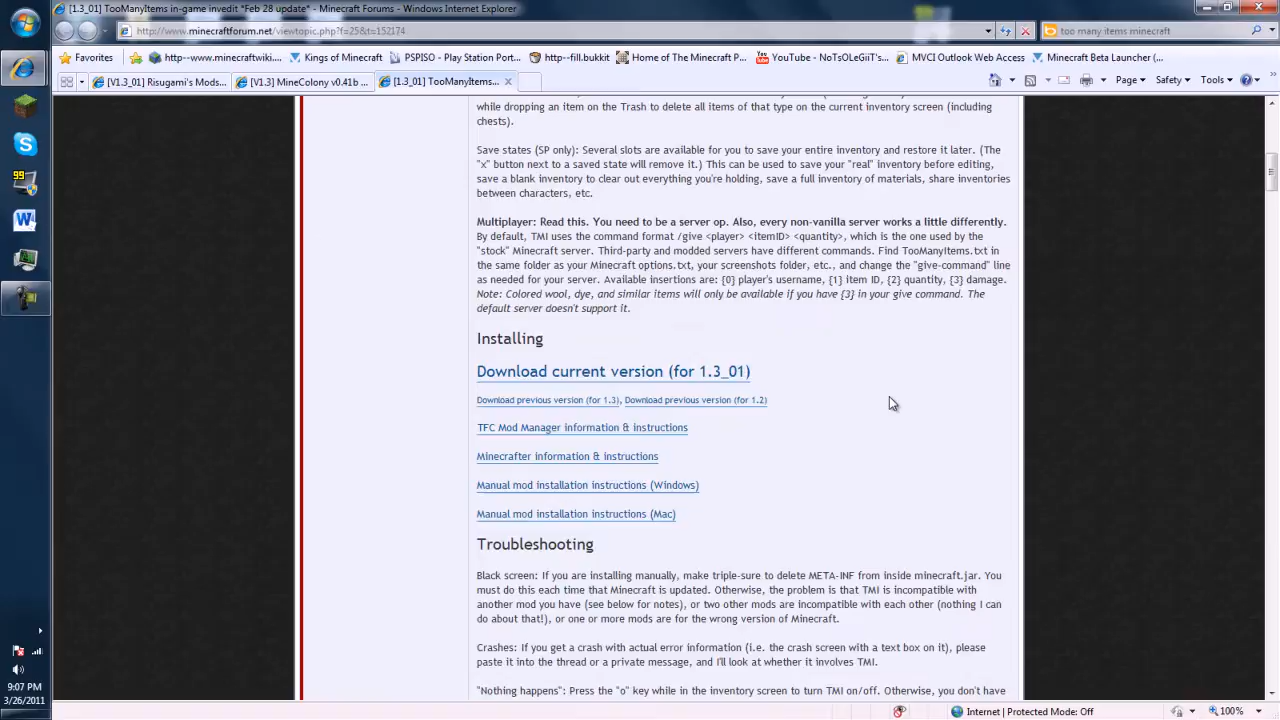 [1.3_01] TooManyItems in-game invedit *Feb 28 update* - Minecraft Forums - Windows Internet Explorer
http://www.minecraftforum.net/viewtopic.php?f=25&t=152174
too many items minecraft
Favorites
http--www.minecraftwiki....
Kings of Minecraft
PSPISO - Play Station Port...
http--fill.bukkit
Home of The Minecraft P...
YouTube - NoTsOLeGiiT's...
MVCI Outlook Web Access
Minecraft Beta Launcher (...
[V1.3_01] Risugami's Mods...
[V1.3] MineColony v0.41b ...
[1.3_01] TooManyItems...
Page
Safety
Tools
while dropping an item on the Trash to delete all items of that type on the current inventory screen (including
chests).
Save states (SP only): Several slots are available for you to save your entire inventory and restore it later. (The
"x" button next to a saved state will remove it.) This can be used to save your "real" inventory before editing,
save a blank inventory to clear out everything you're holding, save a full inventory of materials, share inventories
between characters, etc.
Multiplayer: Read this. You need to be a server op. Also, every non-vanilla server works a little differently.
By default, TMI uses the command format /give <player> <itemID> <quantity>, which is the one used by the
"stock" Minecraft server. Third-party and modded servers have different commands. Find TooManyItems.txt in
the same folder as your Minecraft options.txt, your screenshots folder, etc., and change the "give-command" line
as needed for your server. Available insertions are: {0} player's username, {1} item ID, {2} quantity, {3} damage.
Note: Colored wool, dye, and similar items will only be available if you have {3} in your give command. The
default server doesn't support it.
Installing
Download current version (for 1.3_01)
Download previous version (for 1.3), Download previous version (for 1.2)
TFC Mod Manager information & instructions
Minecrafter information & instructions
Manual mod installation instructions (Windows)
Manual mod installation instructions (Mac)
Troubleshooting
Black screen: If you are installing manually, make triple-sure to delete META-INF from inside minecraft.jar. You
must do this each time that Minecraft is updated. Otherwise, the problem is that TMI is incompatible with
another mod you have (see below for notes), or two other mods are incompatible with each other (nothing I can
do about that!), or one or more mods are for the wrong version of Minecraft.
Crashes: If you get a crash with actual error information (i.e. the crash screen with a text box on it), please
paste it into the thread or a private message, and I'll look at whether it involves TMI.
"Nothing happens": Press the "o" key while in the inventory screen to turn TMI on/off. Otherwise, you don't have
99
9:07 PM
3/26/2011
Internet | Protected Mode: Off
100%